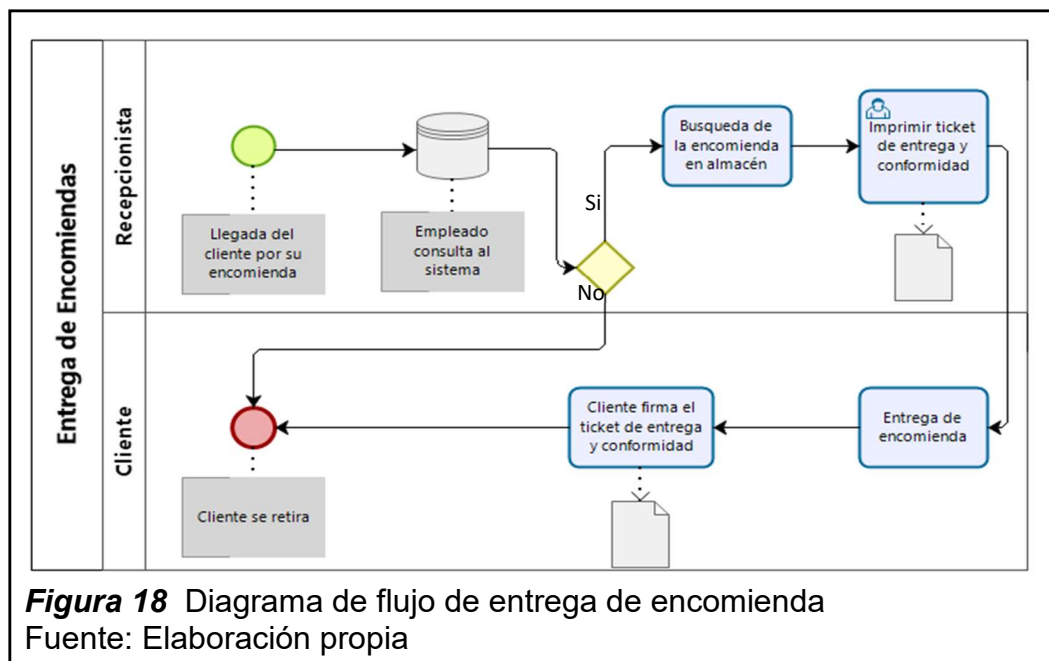 Entrega de Encomiendas
Recepcionista
Llegada del
cliente por su
encomienda
Empleado
consulta al
sistema
Si
No
Busqueda de
la encomienda
en almacén
Imprimir ticket
de entrega y
conformidad
Cliente
Cliente se retira
Cliente firma el
ticket de entrega
y conformidad
Entrega de
encomienda
Figura 18 Diagrama de flujo de entrega de encomienda
Fuente: Elaboración propia